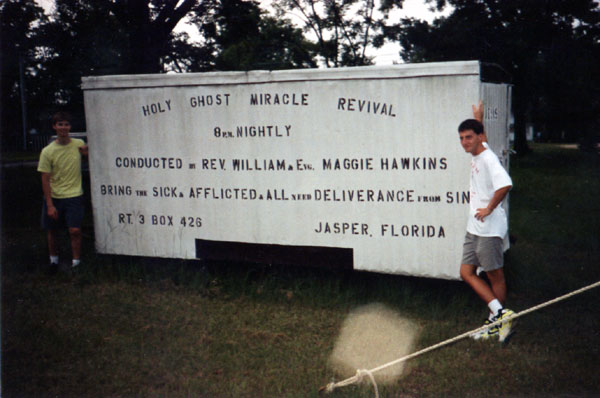 HOLY GHOST MIRACLE REVIVAL
8 P.M. NIGHTLY
CONDUCTED BY REV. WILLIAM & EVG. MAGGIE HAWKINS
BRING THE SICK & AFFLICTED & ALL NEED DELIVERANCE FROM SIN
RT. 3 BOX 426 JASPER, FLORIDA